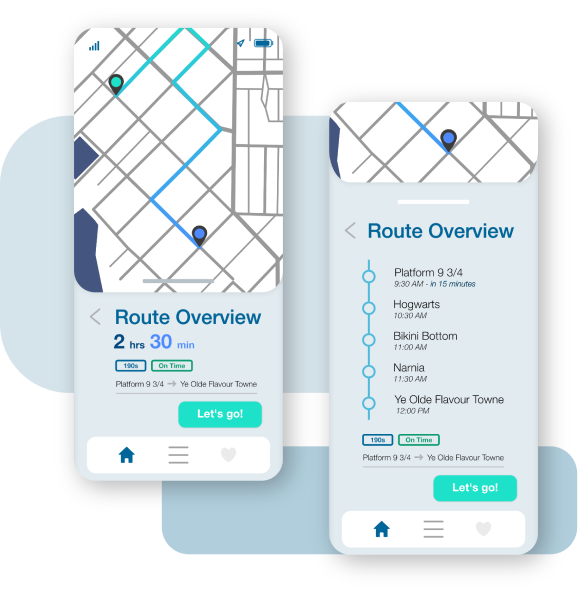 Route Overview
2 hrs 30 min
190s On Time
Platform 9 3/4 → Ye Olde Flavour Towne
Let's go!
Route Overview
Platform 9 3/4
9:30 AM - in 15 minutes
Hogwarts
10:30 AM
Bikini Bottom
11:00 AM
Narnia
11:30 AM
Ye Olde Flavour Towne
12:00 PM
190s On Time
Platform 9 3/4 → Ye Olde Flavour Towne
Let's go!